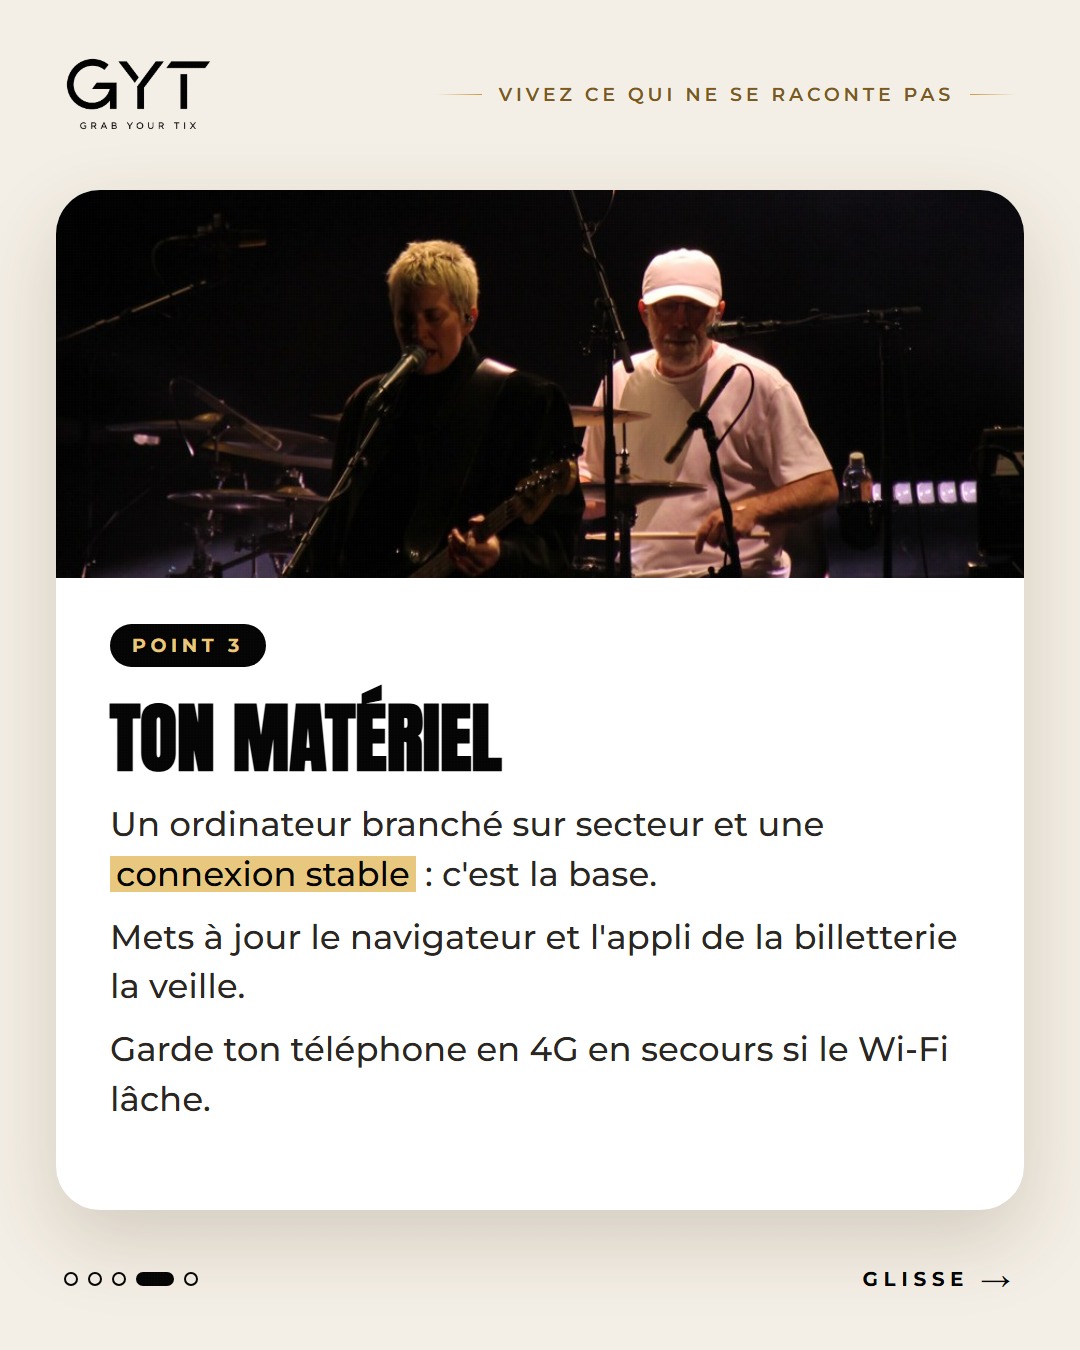 GYT
GRAB YOUR TIX
VIVEZ CE QUI NE SE RACONTE PAS
POINT 3
TON MATÉRIEL
Un ordinateur branché sur secteur et une
connexion stable : c'est la base.
Mets à jour le navigateur et l'appli de la billetterie
la veille.
Garde ton téléphone en 4G en secours si le Wi-Fi
lâche.
GLISSE →